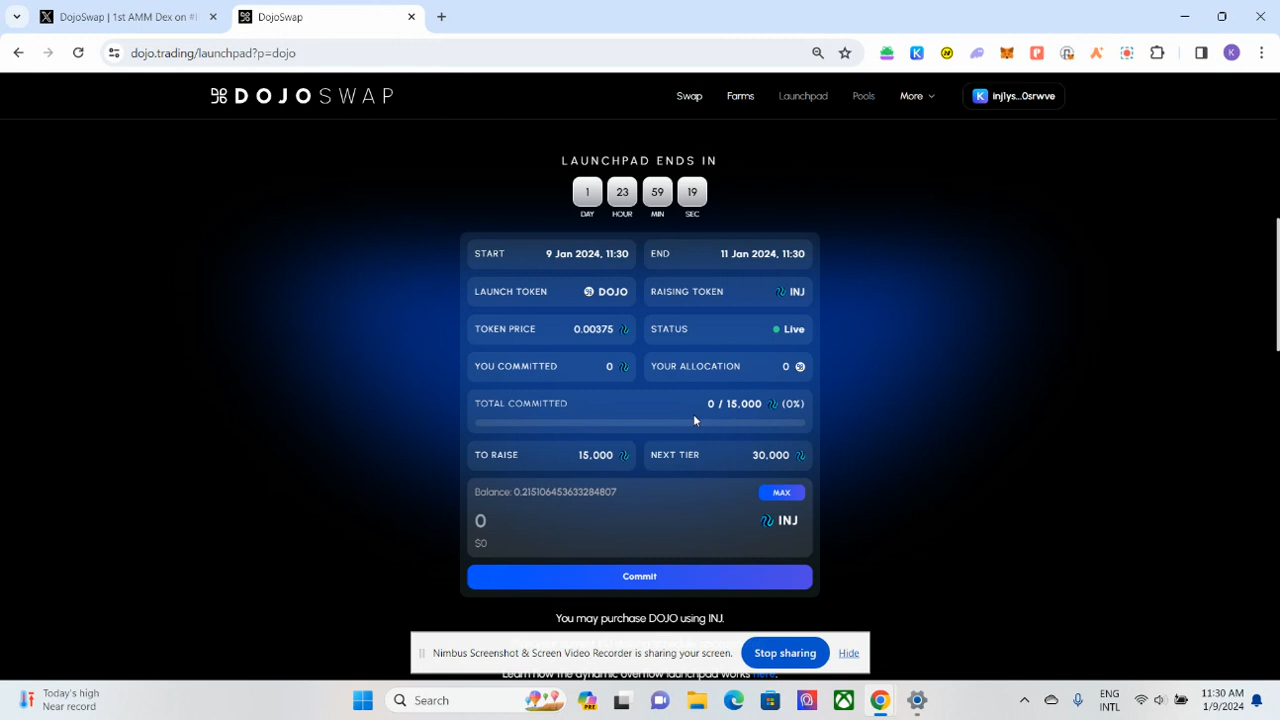 DojoSwap | 1st AMM Dex on #I
DojoSwap
dojo.trading/launchpad?p=dojo
DOJOSWAP
Swap Farms Launchpad Pools More
inj1ys...0srwve
LAUNCHPAD ENDS IN
1 23 59 19
DAY HOUR MIN SEC
START 9 Jan 2024, 11:30 END 11 Jan 2024, 11:30
LAUNCH TOKEN DOJO RAISING TOKEN INJ
TOKEN PRICE 0.00375 STATUS Live
YOU COMMITTED 0 YOUR ALLOCATION 0
TOTAL COMMITTED 0 / 15,000 (0%)
TO RAISE 15,000 NEXT TIER 30,000
Balance: 0.215106453633284807 MAX
0 INJ
$0
Commit
You may purchase DOJO using INJ.
Nimbus Screenshot & Screen Video Recorder is sharing your screen. Stop sharing Hide
Learn how the dynamic overflow launchpad works here.
Today's high
Near record
Search
ENG
INTL
11:30 AM
1/9/2024